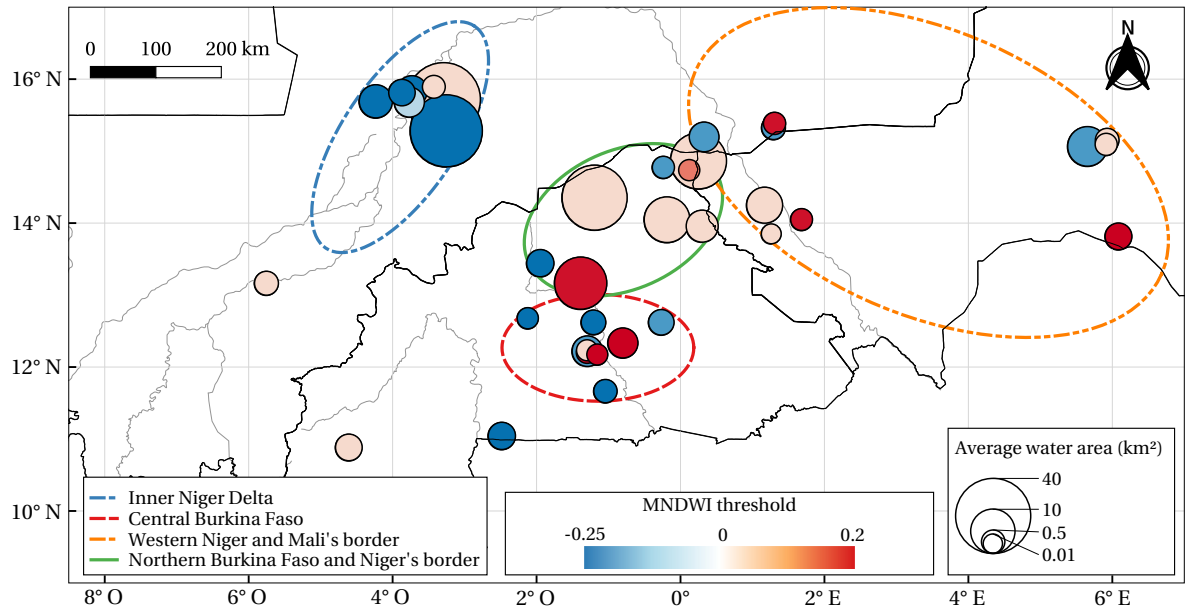 N
0 100 200 km
16° N
14° N
12° N
10° N
Inner Niger Delta
Central Burkina Faso
Western Niger and Mali's border
Northern Burkina Faso and Niger's border
MNDWI threshold
-0.25 0 0.2
Average water area (km²)
40
10
0.5
0.01
8° O 6° O 4° O 2° O 0° 2° E 4° E 6° E